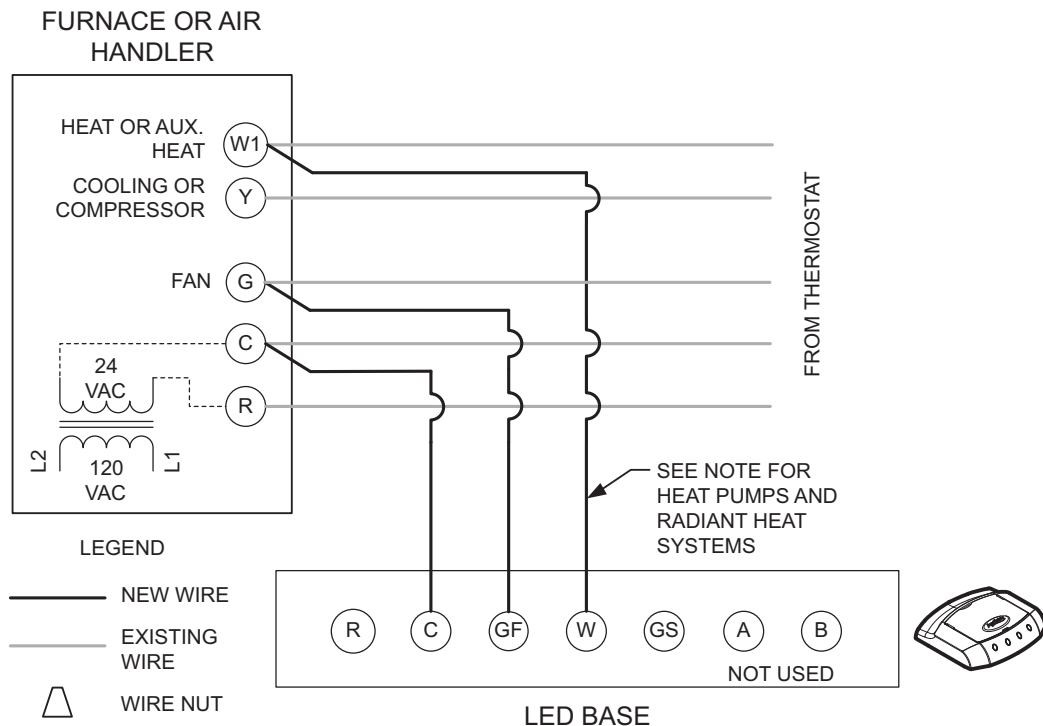 FURNACE OR AIR
HANDLER
HEAT OR AUX.
HEAT
W1
COOLING OR
COMPRESSOR
Y
FAN
G
C
24
VAC
R
L2
120
VAC
L1
FROM THERMOSTAT
SEE NOTE FOR
HEAT PUMPS AND
RADIANT HEAT
SYSTEMS
LEGEND
NEW WIRE
EXISTING
WIRE
WIRE NUT
R
C
GF
W
GS
A
B
NOT USED
LED BASE